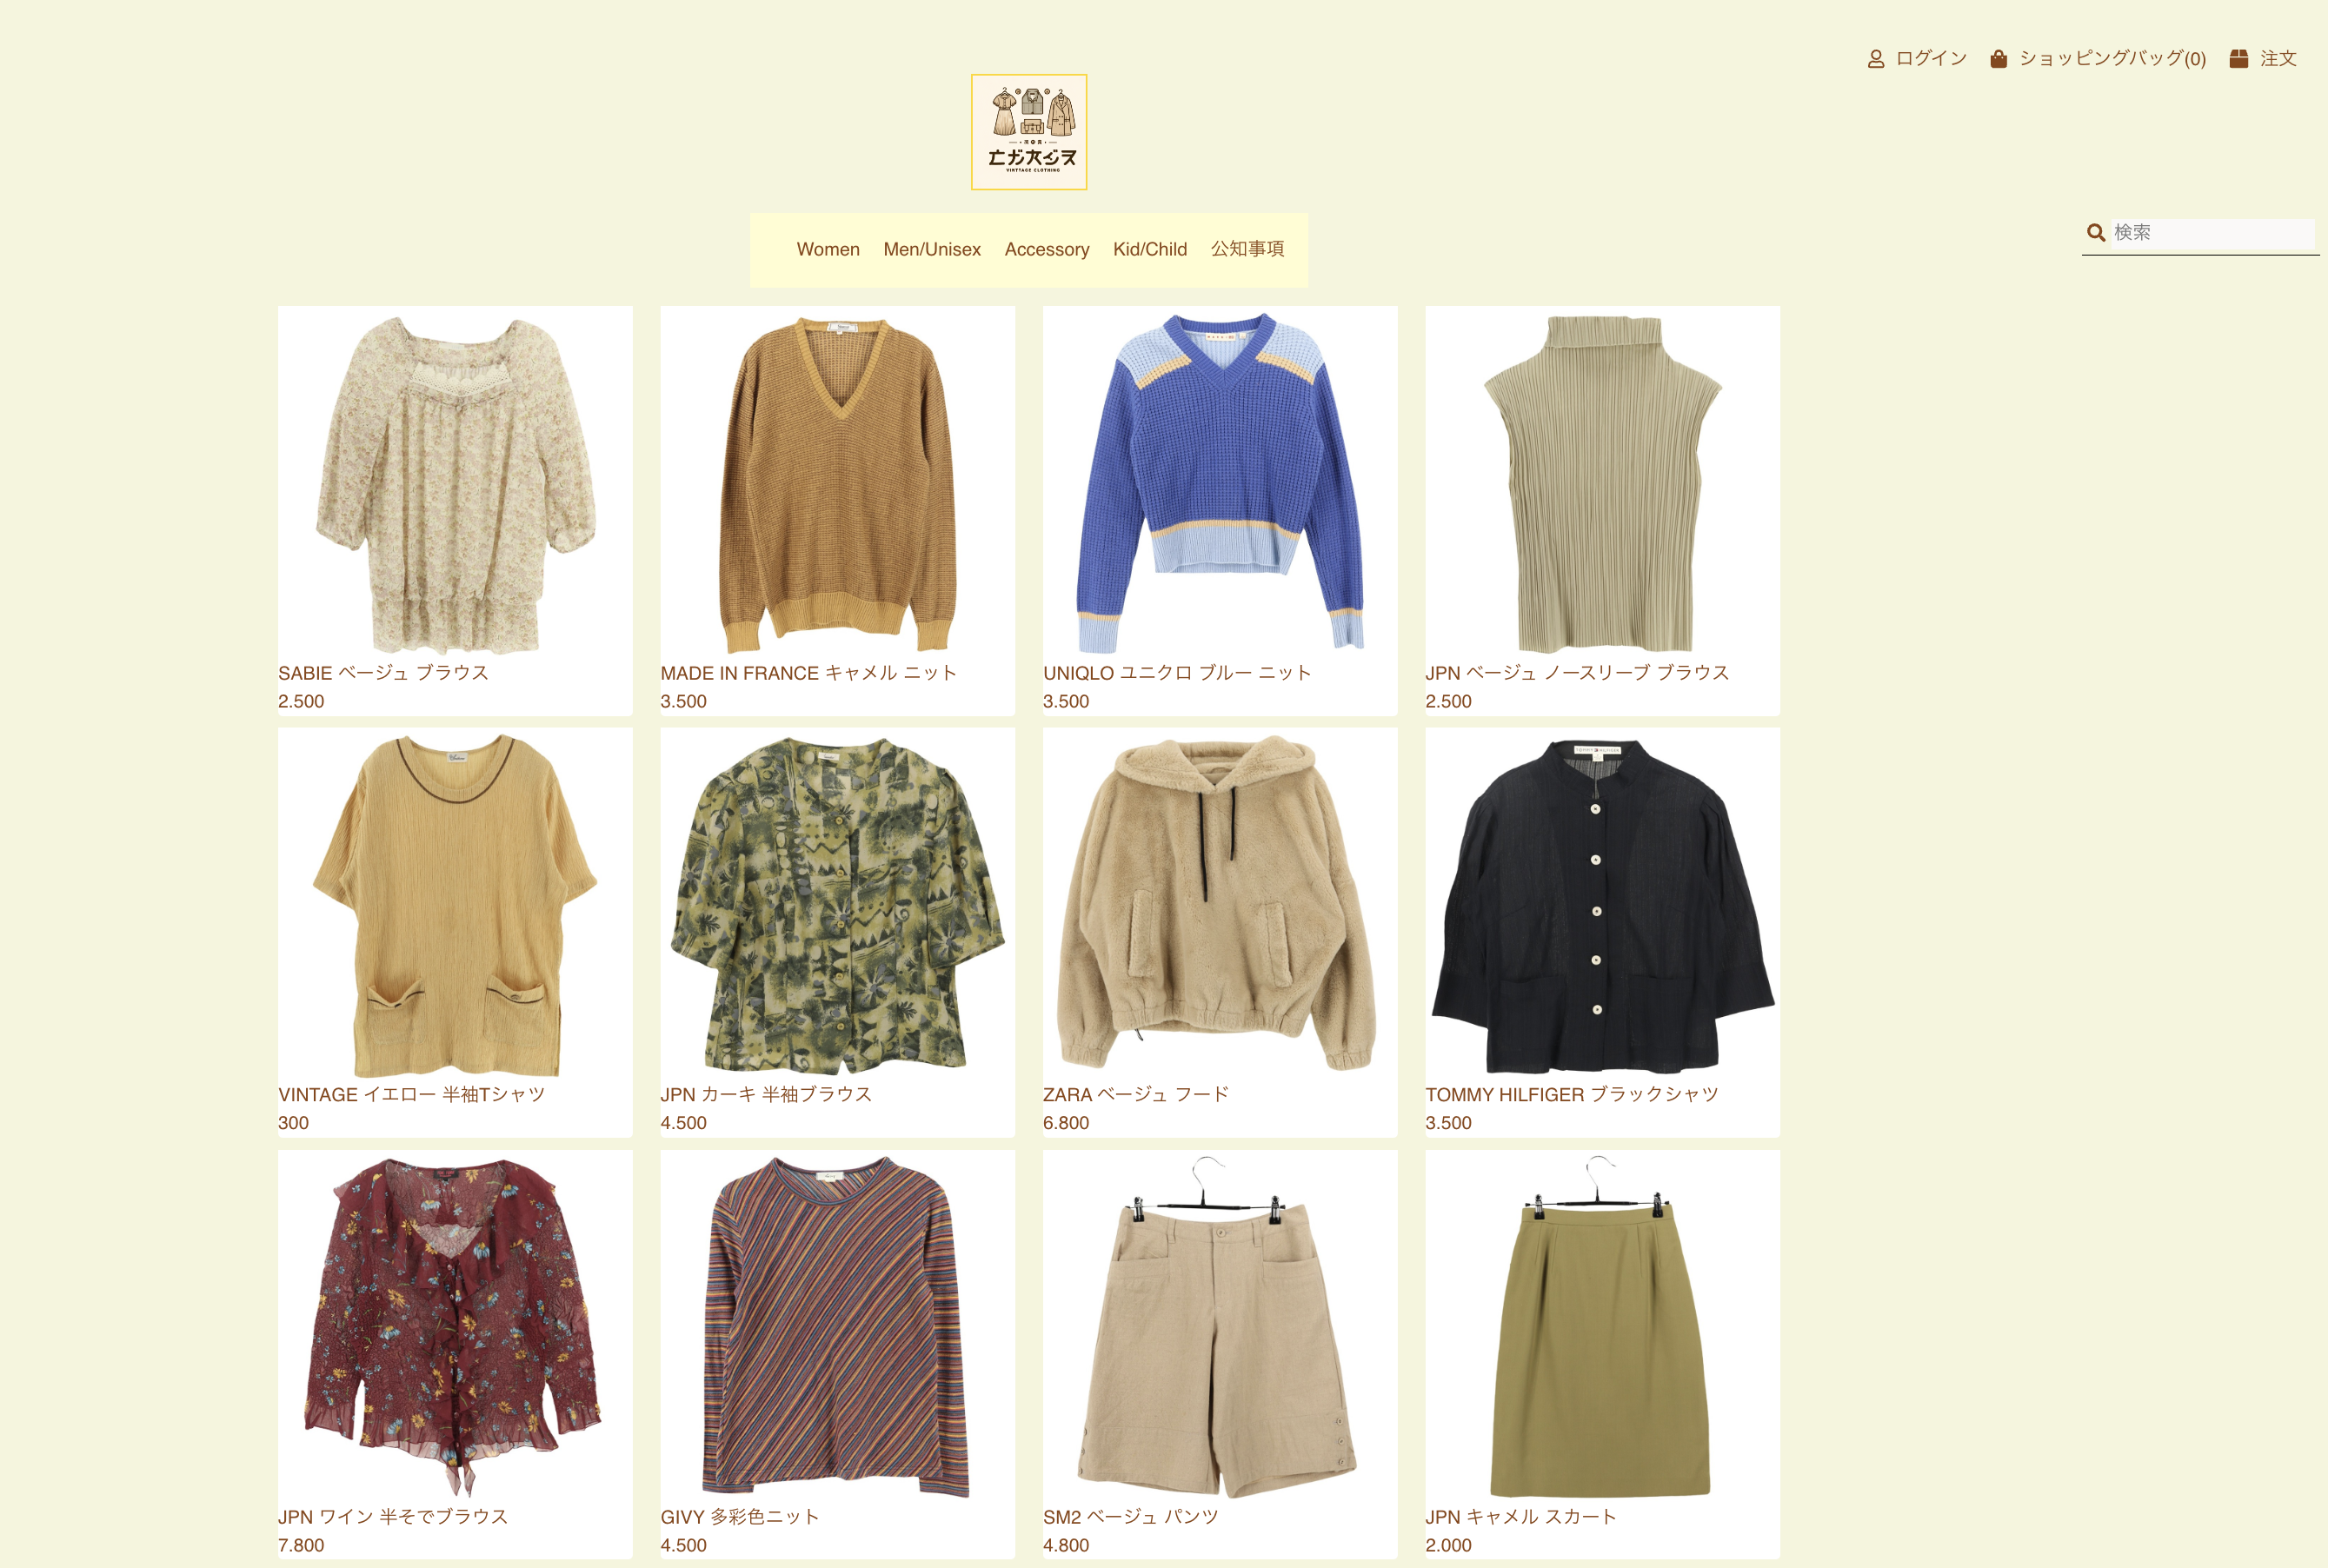 ログイン ショッピングバッグ(0) 注文
VINTTAGE CLOTHING
検索
Women Men/Unisex Accessory Kid/Child 公知事項
SABIE ベージュ ブラウス
2.500
MADE IN FRANCE キャメル ニット
3.500
UNIQLO ユニクロ ブルー ニット
3.500
JPN ベージュ ノースリーブ ブラウス
2.500
VINTAGE イエロー 半袖Tシャツ
300
JPN カーキ 半袖ブラウス
4.500
ZARA ベージュ フード
6.800
TOMMY HILFIGER
TOMMY HILFIGER ブラックシャツ
3.500
JPN ワイン 半そでブラウス
7.800
GIVY 多彩色ニット
4.500
SM2 ベージュ パンツ
4.800
JPN キャメル スカート
2.000